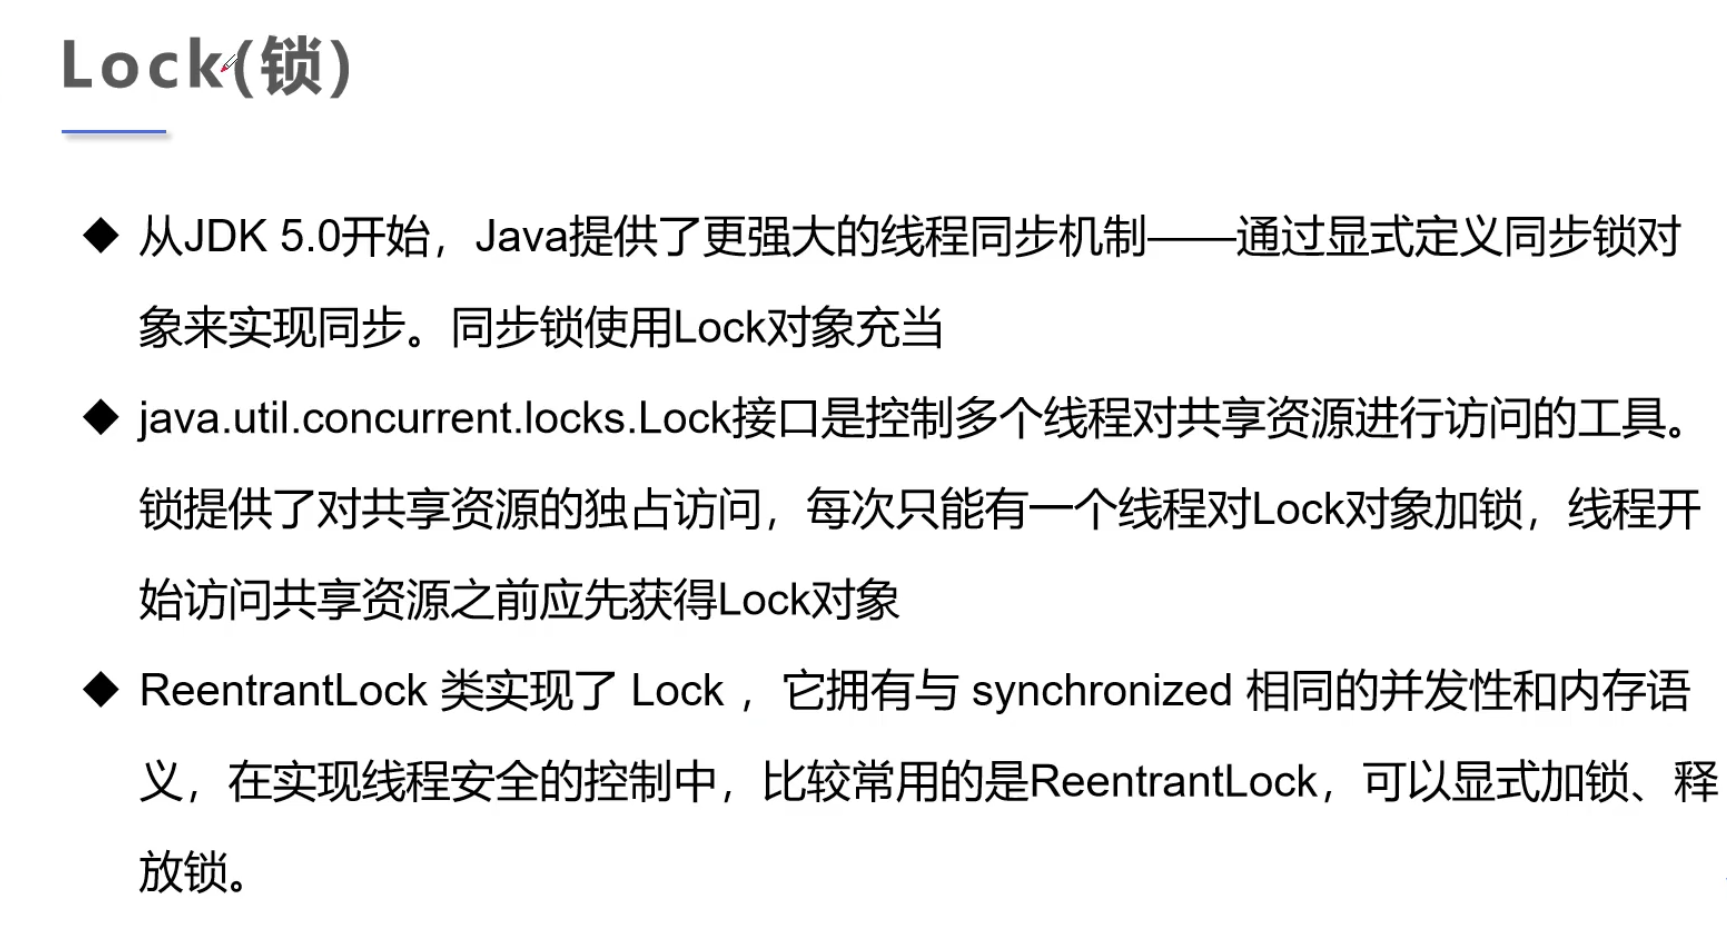 Lock(锁)
◆ 从JDK 5.0开始，Java提供了更强大的线程同步机制——通过显式定义同步锁对
象来实现同步。同步锁使用Lock对象充当
◆ java.util.concurrent.locks.Lock接口是控制多个线程对共享资源进行访问的工具。
锁提供了对共享资源的独占访问，每次只能有一个线程对Lock对象加锁，线程开
始访问共享资源之前应先获得Lock对象
◆ ReentrantLock 类实现了 Lock ，它拥有与 synchronized 相同的并发性和内存语
义，在实现线程安全的控制中，比较常用的是ReentrantLock，可以显式加锁、释
放锁。